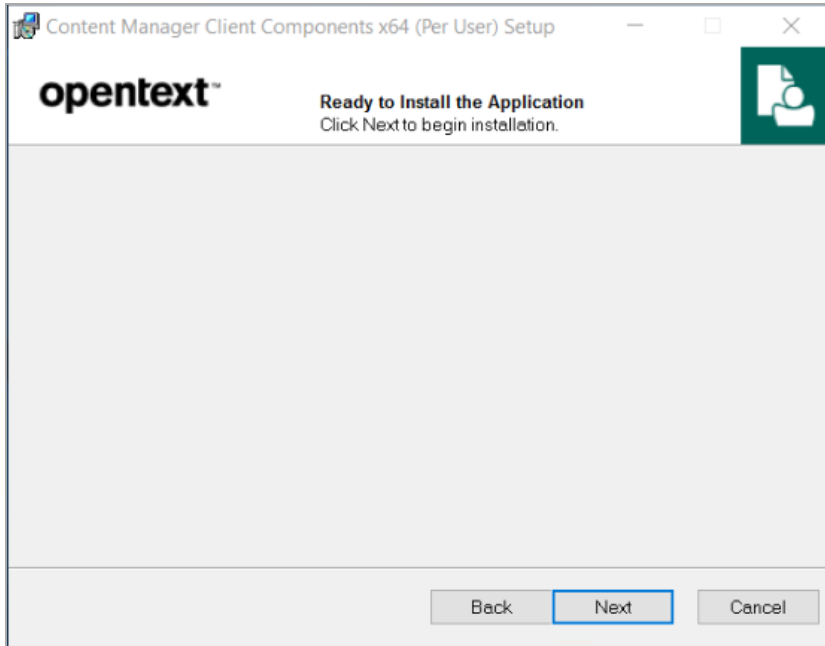 Content Manager Client Components x64 (Per User) Setup
opentext™
Ready to Install the Application
Click Next to begin installation.
Back
Next
Cancel